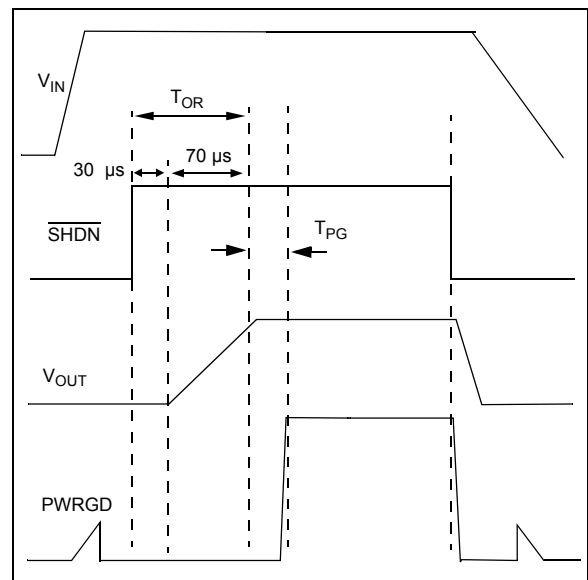 V_IN
T_OR
30 µs
70 µs
SHDN
T_PG
V_OUT
PWRGD